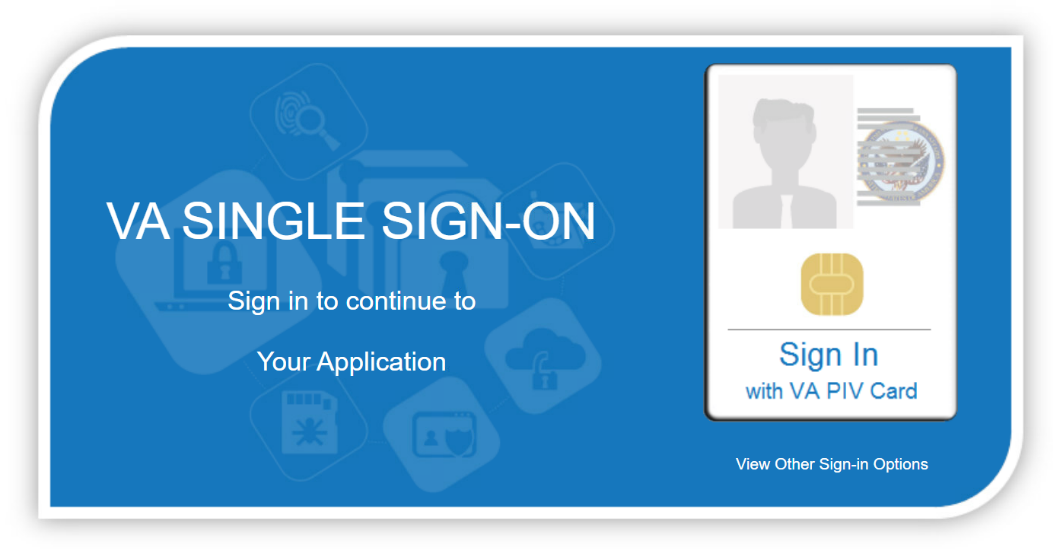 VA SINGLE SIGN-ON
Sign in to continue to
Your Application
Sign In
with VA PIV Card
View Other Sign-in Options